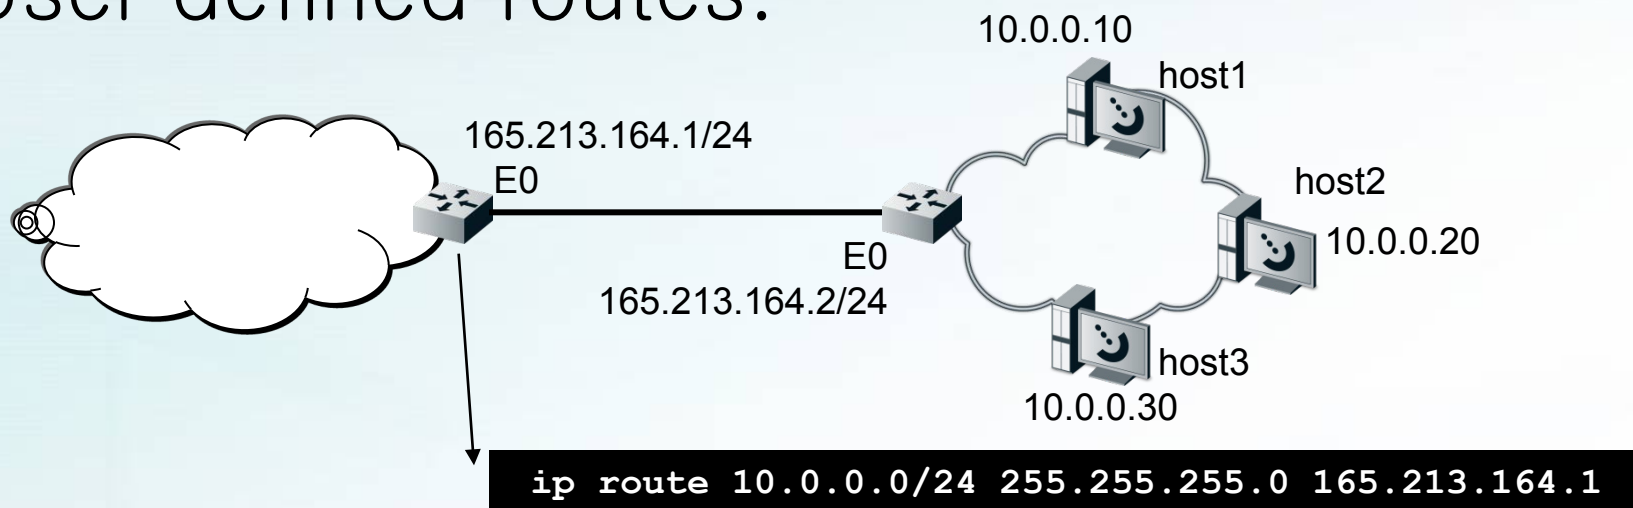 User defined routes.
10.0.0.10
host1
165.213.164.1/24
E0
host2
10.0.0.20
E0
165.213.164.2/24
host3
10.0.0.30
ip route 10.0.0.0/24 255.255.255.0 165.213.164.1